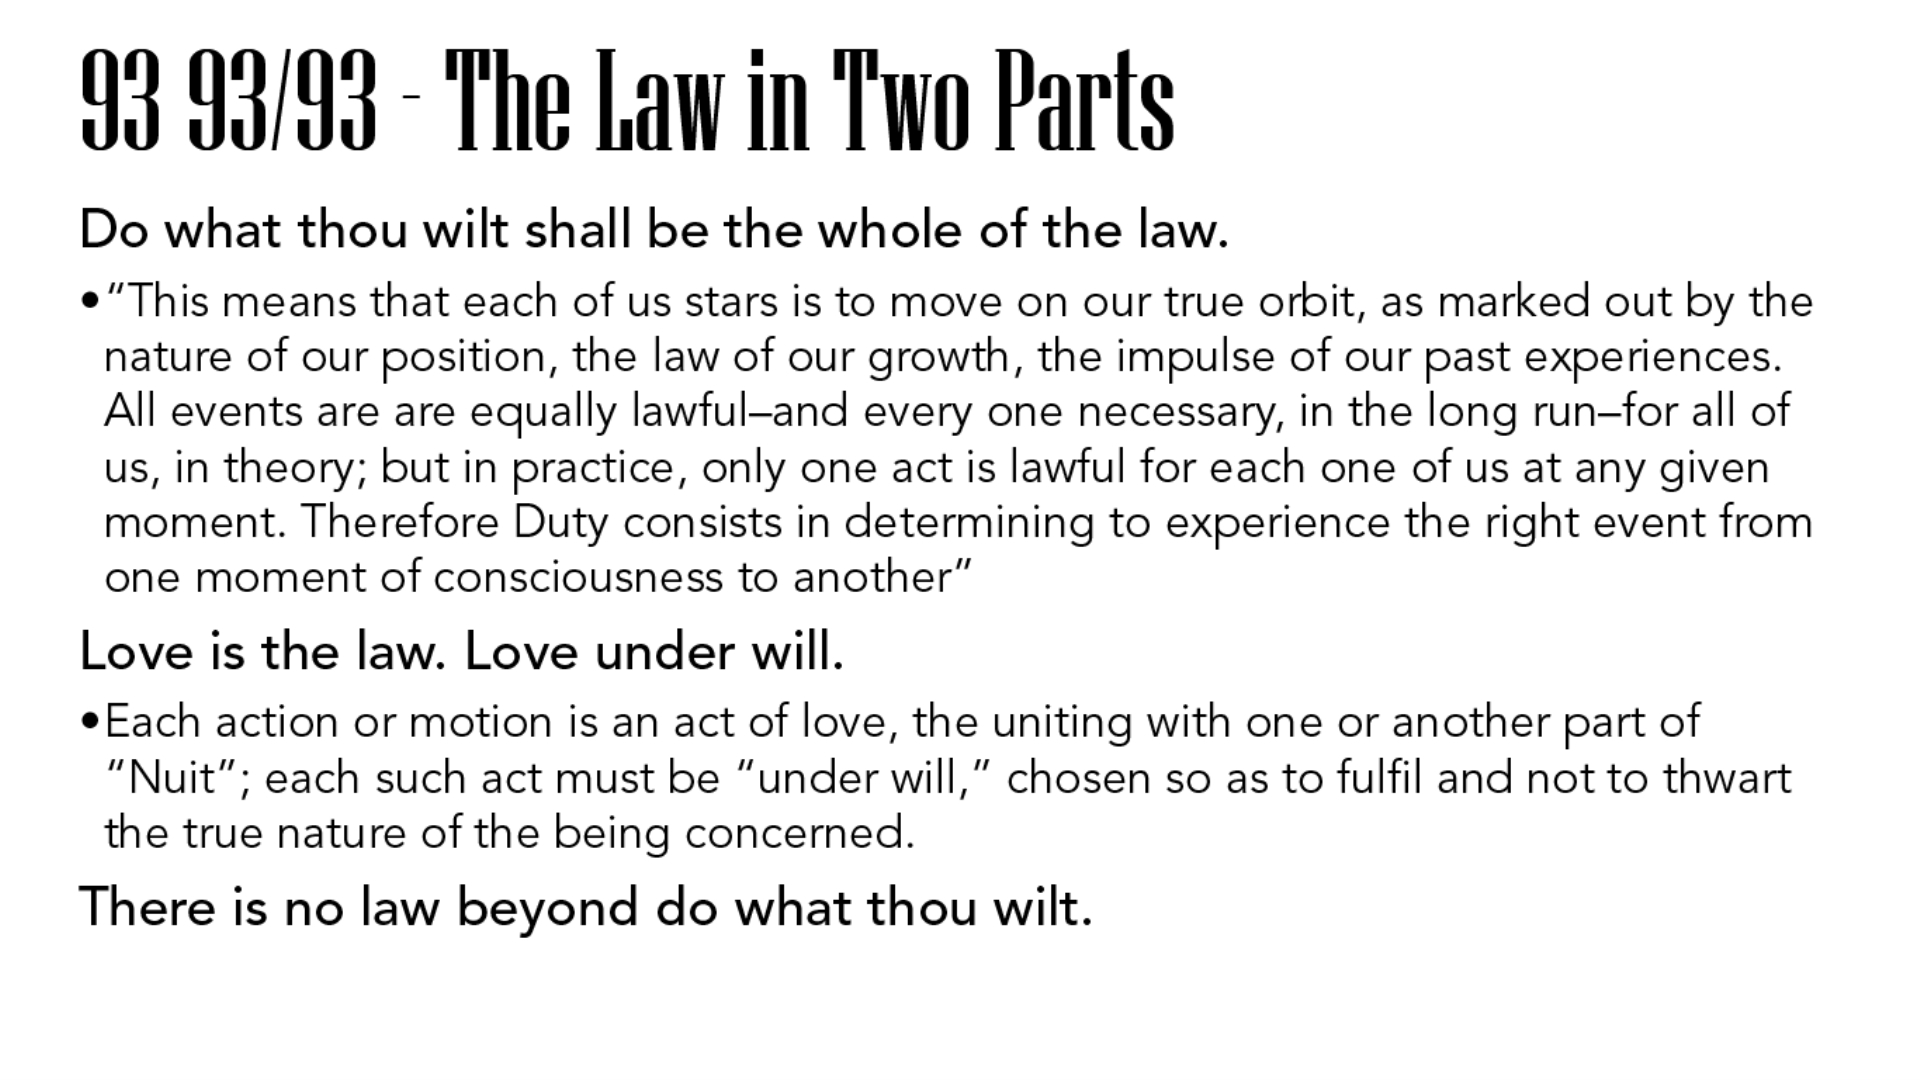 93 93/93 - The Law in Two Parts
Do what thou wilt shall be the whole of the law.
•“This means that each of us stars is to move on our true orbit, as marked out by the
nature of our position, the law of our growth, the impulse of our past experiences.
All events are are equally lawful–and every one necessary, in the long run–for all of
us, in theory; but in practice, only one act is lawful for each one of us at any given
moment. Therefore Duty consists in determining to experience the right event from
one moment of consciousness to another”
Love is the law. Love under will.
•Each action or motion is an act of love, the uniting with one or another part of
“Nuit”; each such act must be “under will,” chosen so as to fulfil and not to thwart
the true nature of the being concerned.
There is no law beyond do what thou wilt.